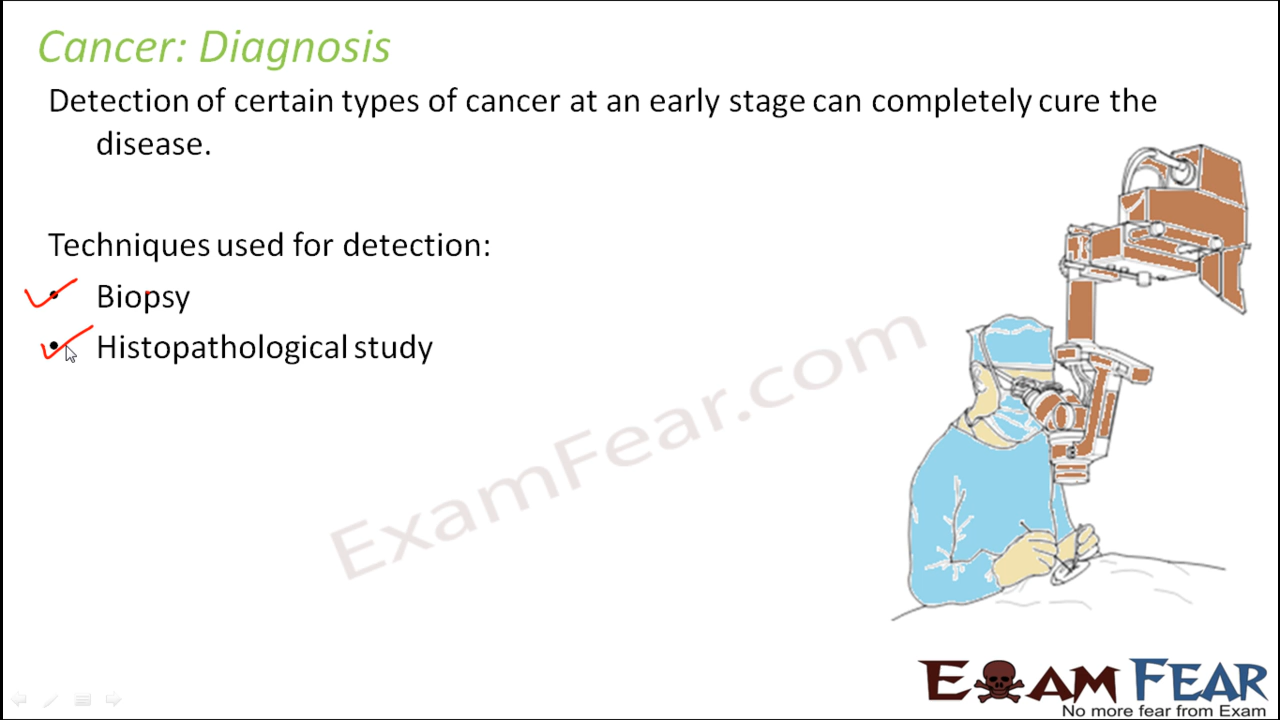 Cancer: Diagnosis
Detection of certain types of cancer at an early stage can completely cure the
disease.
Techniques used for detection:
• Biopsy
• Histopathological study
ExamFear.com
EXAM FEAR
No more fear from Exam